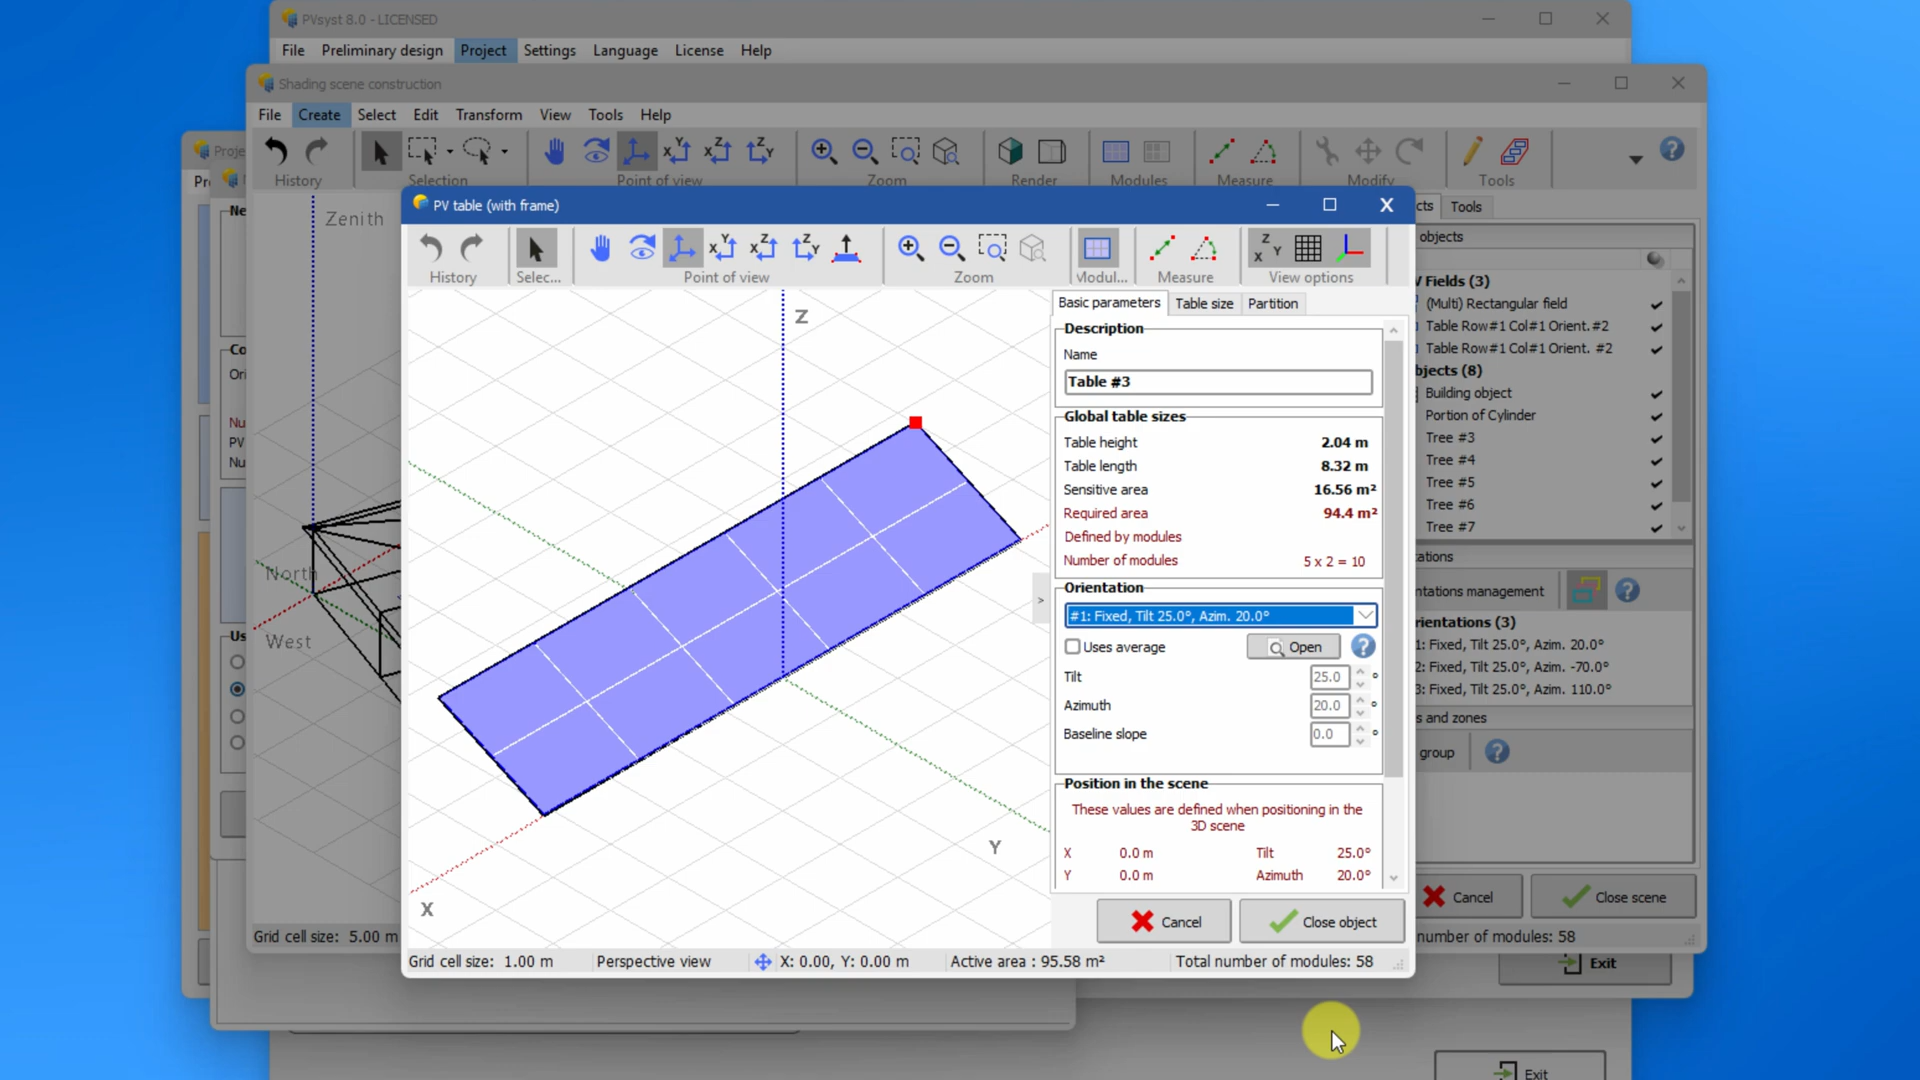 PVsyst 8.0 - LICENSED
File Preliminary design Project Settings Language License Help
Shading scene construction
File Create Select Edit Transform View Tools Help
Proje
History Selection Point of view Zoom Render Modules Measure Modify Tools
PV table (with frame)
History Selec... Point of view Zoom Modul... Measure View options
cts Tools
objects
Zenith
North
West
Z
Y
X
Basic parameters Table size Partition
Description
Name
Table #3
Global table sizes
Table height 2.04 m
Table length 8.32 m
Sensitive area 16.56 m²
Required area 94.4 m²
Defined by modules
Number of modules 5 x 2 = 10
Orientation
#1: Fixed, Tilt 25.0°, Azim. 20.0°
Uses average Open
Tilt 25.0 °
Azimuth 20.0 °
Baseline slope 0.0 °
Position in the scene
These values are defined when positioning in the
3D scene
X 0.0 m Tilt 25.0°
Y 0.0 m Azimuth 20.0°
Cancel Close object
Grid cell size: 1.00 m Perspective view X: 0.00, Y: 0.00 m Active area : 95.58 m² Total number of modules: 58
Fields (3)
(Multi) Rectangular field
Table Row#1 Col#1 Orient. #2
Table Row#1 Col#1 Orient. #2
bjects (8)
Building object
Portion of Cylinder
Tree #3
Tree #4
Tree #5
Tree #6
Tree #7
ations
ntations management
rientations (3)
1: Fixed, Tilt 25.0°, Azim. 20.0°
2: Fixed, Tilt 25.0°, Azim. -70.0°
3: Fixed, Tilt 25.0°, Azim. 110.0°
s and zones
group
Cancel Close scene
Grid cell size: 5.00 m
number of modules: 58
Pr
Ne
Co
Ori
Nu
PV
Nu
Us
Exit
Exit